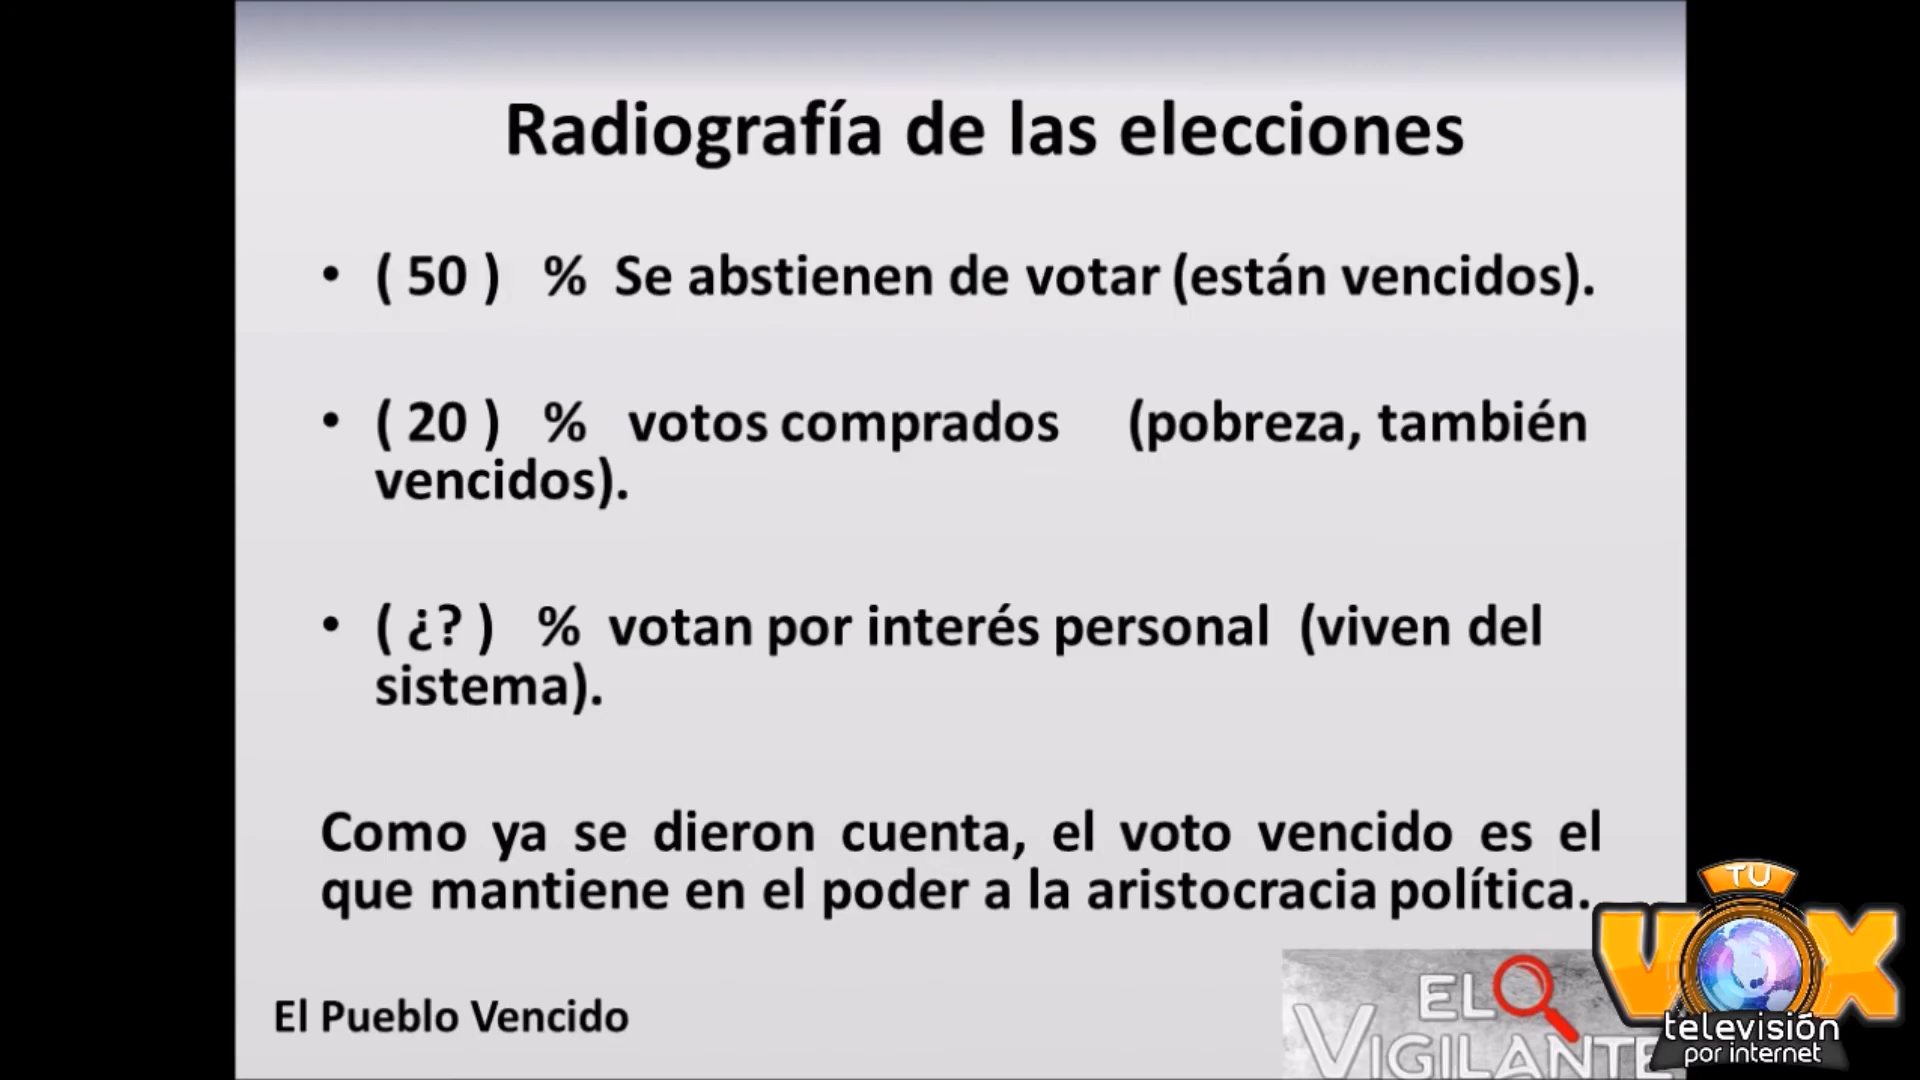 Radiografía de las elecciones
• ( 50 ) % Se abstienen de votar (están vencidos).
• ( 20 ) % votos comprados (pobreza, también
vencidos).
• ( ¿? ) % votan por interés personal (viven del
sistema).
Como ya se dieron cuenta, el voto vencido es el
que mantiene en el poder a la aristocracia política.
El Pueblo Vencido
EL
VIGILANTE
TU
VOX
televisión
por internet